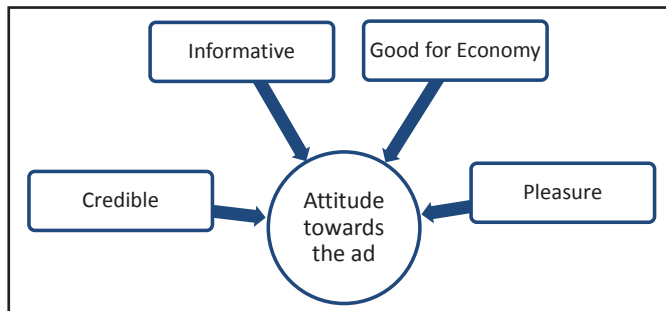 Informative
Good for Economy
Credible
Pleasure
Attitude
towards
the ad